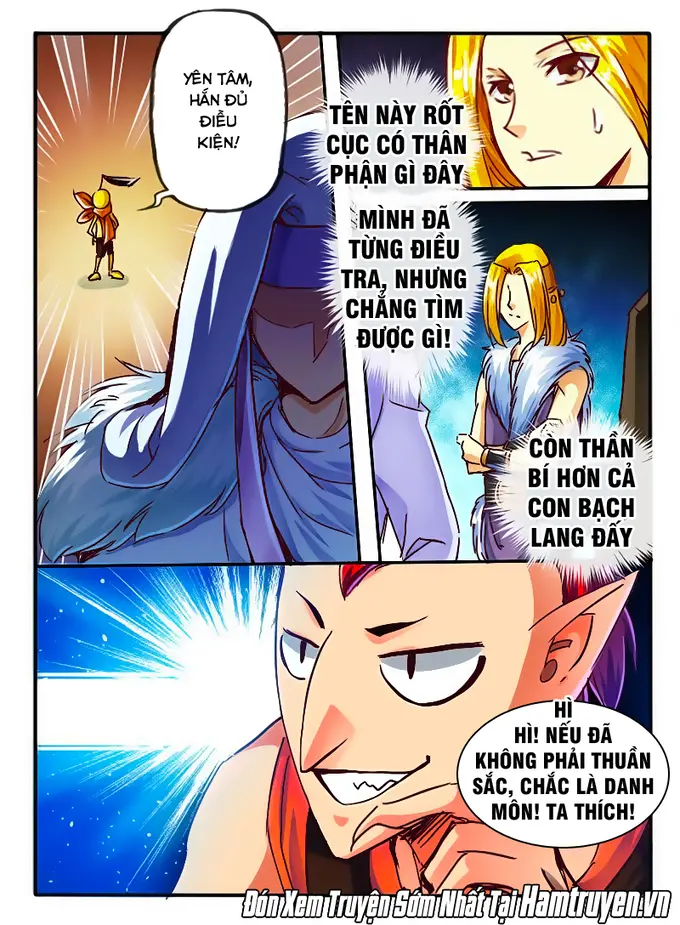 YÊN TÂM,
HẮN ĐỦ
ĐIỀU
KIỆN!
TÊN NÀY RỐT
CỤC CÓ THÂN
PHẬN GÌ ĐÂY
MÌNH ĐÃ
TỪNG ĐIỀU
TRA, NHƯNG
CHẲNG TÌM
ĐƯỢC GÌ!
CÒN THẦN
BÍ HƠN CẢ
CON BẠCH
LANG ĐẤY
HÌ
HÌ! NẾU ĐÃ
KHÔNG PHẢI THUẦN
SẮC, CHẮC LÀ DANH
MÔN! TA THÍCH!
Đón Xem Truyện Sớm Nhất Tại Hamtruyen.vn